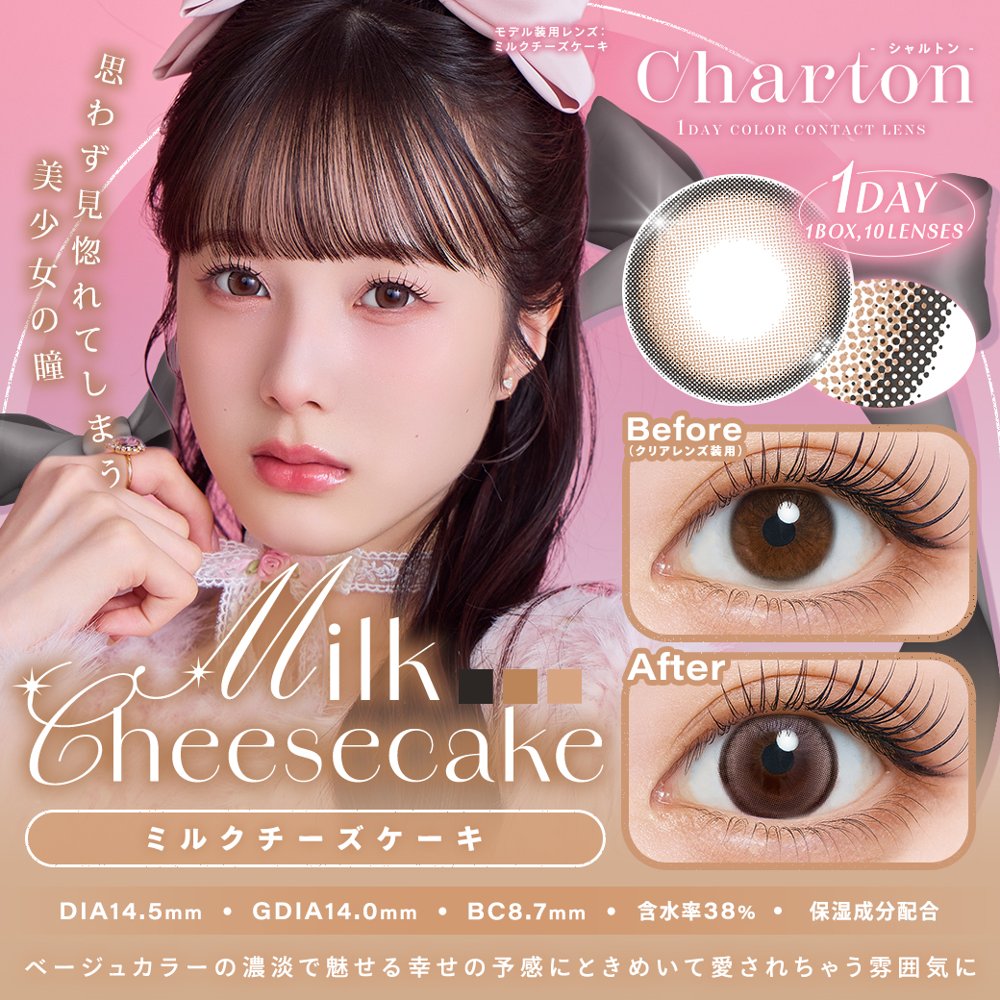 モデル装用レンズ：
ミルクチーズケーキ
- シャルトン -
Charton
1DAY COLOR CONTACT LENS
1DAY
1BOX,10LENSES
思わず見惚れてしまう
美少女の瞳
Before
（クリアレンズ装用）
After
Milk
Cheesecake
ミルクチーズケーキ
DIA14.5mm ・ GDIA14.0mm ・ BC8.7mm ・ 含水率38% ・ 保湿成分配合
ベージュカラーの濃淡で魅せる幸せの予感にときめいて愛されちゃう雰囲気に